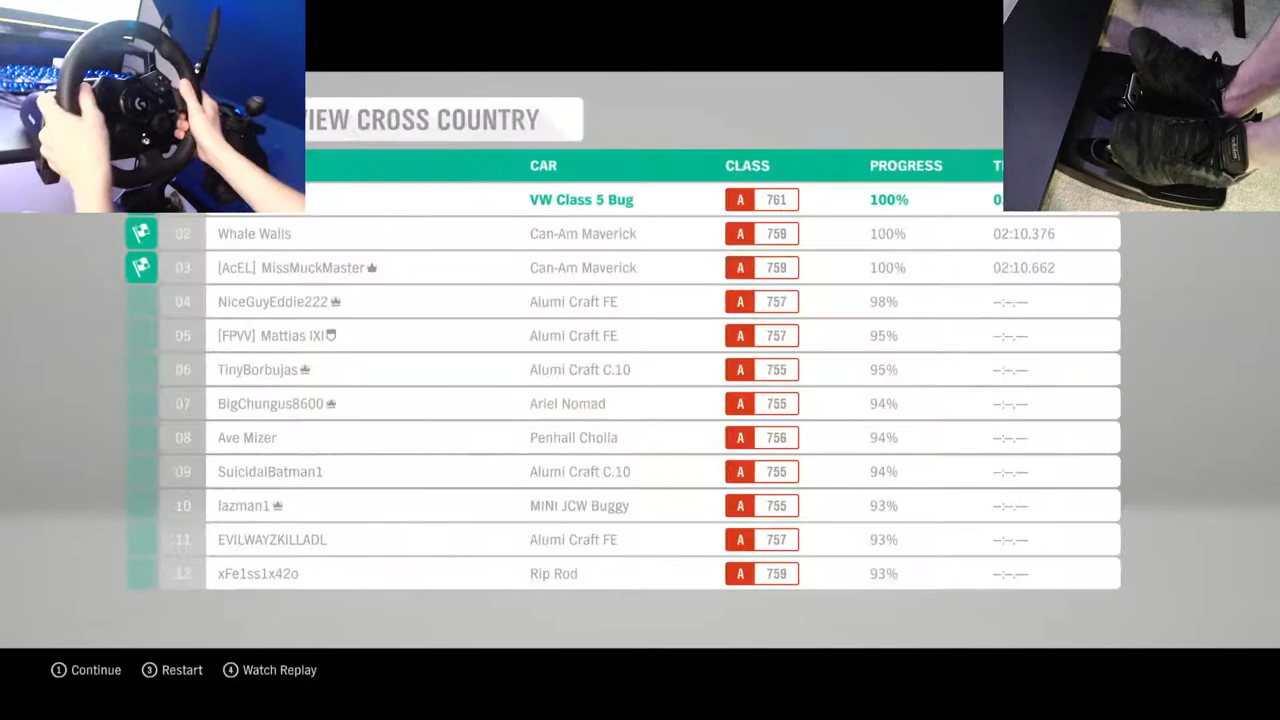 VIEW CROSS COUNTRY
CAR CLASS PROGRESS
VW Class 5 Bug A 761 100%
02 Whale Walls Can-Am Maverick A 759 100% 02:10.376
03 [AcEL] MissMuckMaster Can-Am Maverick A 759 100% 02:10.662
04 NiceGuyEddie222 Alumi Craft FE A 757 98% --:--.---
05 [FPVV] Mattias IXI Alumi Craft FE A 757 95% --:--.---
06 TinyBorbujas Alumi Craft C.10 A 755 95% --:--.---
07 BigChungus8600 Ariel Nomad A 755 94% --:--.---
08 Ave Mizer Penhall Cholla A 756 94% --:--.---
09 SuicidalBatman1 Alumi Craft C.10 A 755 94% --:--.---
10 lazman1 MINI JCW Buggy A 755 93% --:--.---
11 EVILWAYZKILLADL Alumi Craft FE A 757 93% --:--.---
12 xFe1ss1x42o Rip Rod A 759 93% --:--.---
1 Continue 3 Restart 4 Watch Replay